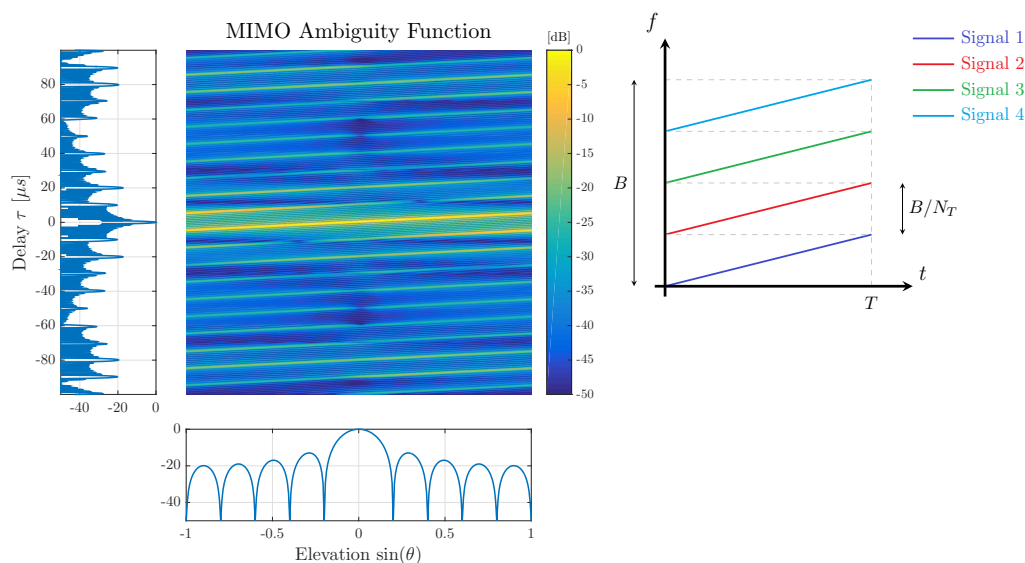 MIMO Ambiguity Function
[dB]
Delay τ [μs]
80
60
40
20
0
-20
-40
-60
-80
-40
-20
0
0
-5
-10
-15
-20
-25
-30
-35
-40
-45
-50
0
-20
-40
-1
-0.5
0
0.5
1
Elevation sin(θ)
f
Signal 1
Signal 2
Signal 3
Signal 4
B
B/N_T
t
T